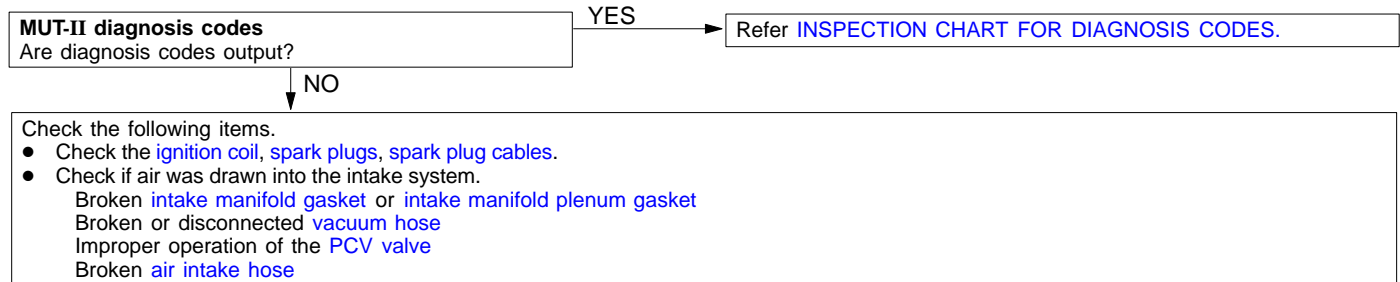 MUT-II diagnosis codes
Are diagnosis codes output?
YES
Refer INSPECTION CHART FOR DIAGNOSIS CODES.
NO
Check the following items.
● Check the ignition coil, spark plugs, spark plug cables.
● Check if air was drawn into the intake system.
Broken intake manifold gasket or intake manifold plenum gasket
Broken or disconnected vacuum hose
Improper operation of the PCV valve
Broken air intake hose